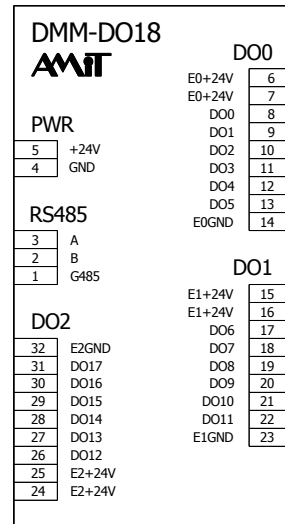 DMM-DO18
AMiT
DO0
E0+24V 6
E0+24V 7
DO0 8
DO1 9
DO2 10
DO3 11
DO4 12
DO5 13
E0GND 14
PWR
5 +24V
4 GND
RS485
3 A
2 B
1 G485
DO1
E1+24V 15
E1+24V 16
DO6 17
DO7 18
DO8 19
DO9 20
DO10 21
DO11 22
E1GND 23
DO2
32 E2GND
31 DO17
30 DO16
29 DO15
28 DO14
27 DO13
26 DO12
25 E2+24V
24 E2+24V